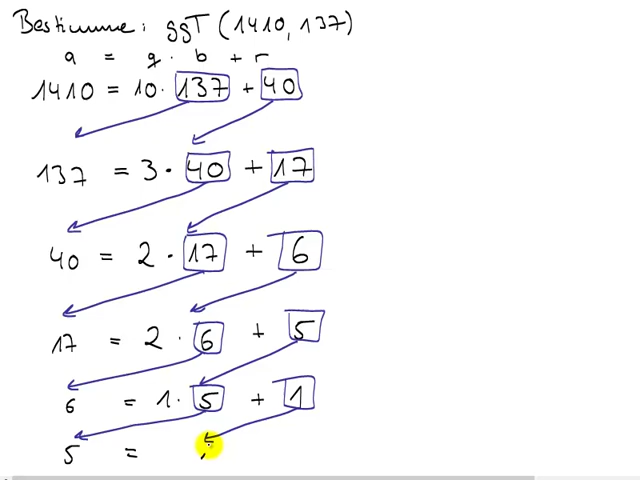 Bestimme: ggT (1410, 137)
a = q · b + r
1410 = 10 · 137 + 40
137 = 3 · 40 + 17
40 = 2 · 17 + 6
17 = 2 · 6 + 5
6 = 1 · 5 + 1
5 =